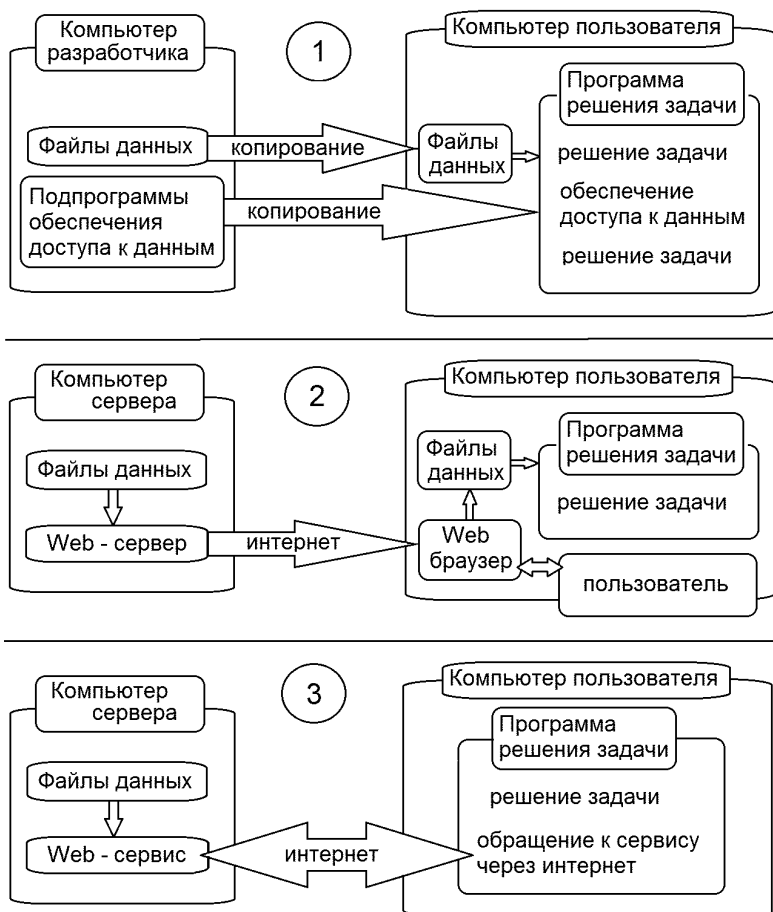 Компьютер
разработчика
1
Компьютер пользователя
Программа
решения задачи
Файлы данных
копирование
Файлы
данных
решение задачи
Подпрограммы
обеспечения
доступа к данным
копирование
обеспечение
доступа к данным
решение задачи
Компьютер
сервера
2
Компьютер пользователя
Программа
решения задачи
Файлы данных
Файлы
данных
решение задачи
Web - сервер
интернет
Web
браузер
пользователь
Компьютер
сервера
3
Компьютер пользователя
Программа
решения задачи
Файлы данных
решение задачи
Web - сервис
интернет
обращение к сервису
через интернет